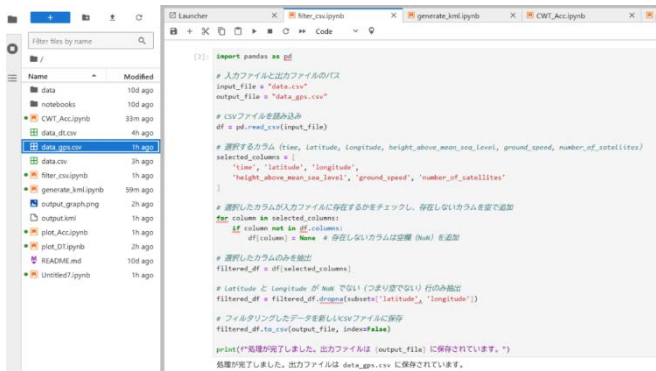 Filter files by name
/
Name Modified
data 10d ago
notebooks 10d ago
CWT_Acc.ipynb 33m ago
data_dt.csv 4h ago
data_gps.csv 1h ago
data.csv 3h ago
filter_csv.ipynb 1h ago
generate_kml.ipynb 59m ago
output_graph.png 2h ago
output.kml 1h ago
plot_Acc.ipynb 1h ago
plot_DT.ipynb 2h ago
README.md 10d ago
Untitled7.ipynb 1h ago
Launcher
filter_csv.ipynb
generate_kml.ipynb
CWT_Acc.ipynb
Code
[2]: import pandas as pd
# 入力ファイルと出力ファイルのパス
input_file = "data.csv"
output_file = "data_gps.csv"
# CSVファイルを読み込み
df = pd.read_csv(input_file)
# 選択するカラム (time, latitude, longitude, height_above_mean_sea_level, ground_speed, number_of_satellites)
selected_columns = [
'time', 'latitude', 'longitude',
'height_above_mean_sea_level', 'ground_speed', 'number_of_satellites'
]
# 選択したカラムが入力ファイルに存在するかをチェックし、存在しないカラムを空で追加
for column in selected_columns:
if column not in df.columns:
df[column] = None # 存在しないカラムは空欄 (NaN) を追加
# 選択したカラムのみを抽出
filtered_df = df[selected_columns]
# latitude と longitude が NaN でない (つまり空でない) 行のみ抽出
filtered_df = filtered_df.dropna(subset=['latitude', 'longitude'])
# フィルタリングしたデータを新しいCSVファイルに保存
filtered_df.to_csv(output_file, index=False)
print(f"処理が完了しました。出力ファイルは {output_file} に保存されています。")
処理が完了しました。出力ファイルは data_gps.csv に保存されています。